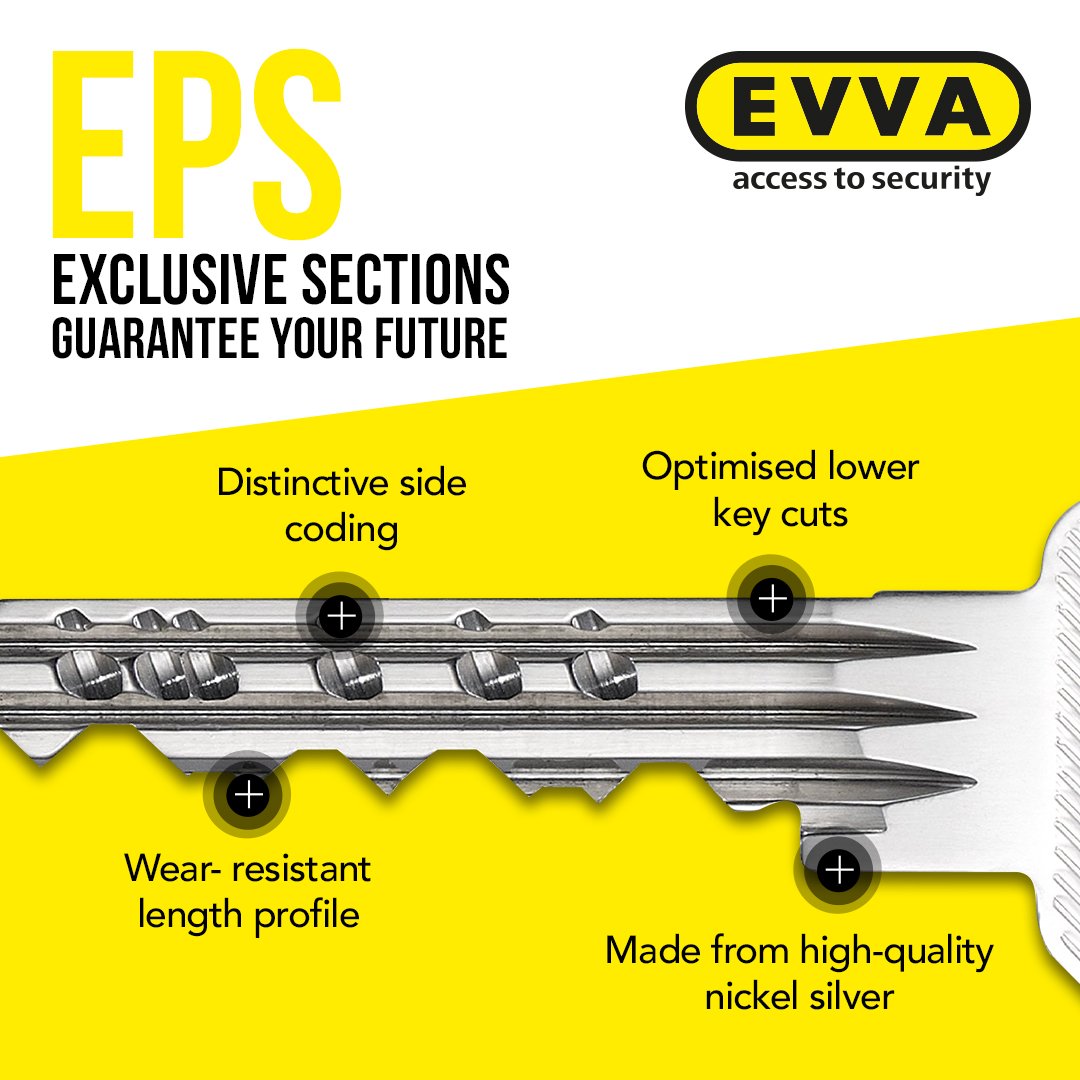 EPS
EXCLUSIVE SECTIONS
GUARANTEE YOUR FUTURE
EVVA
access to security
Distinctive side
coding
Optimised lower
key cuts
Wear- resistant
length profile
Made from high-quality
nickel silver